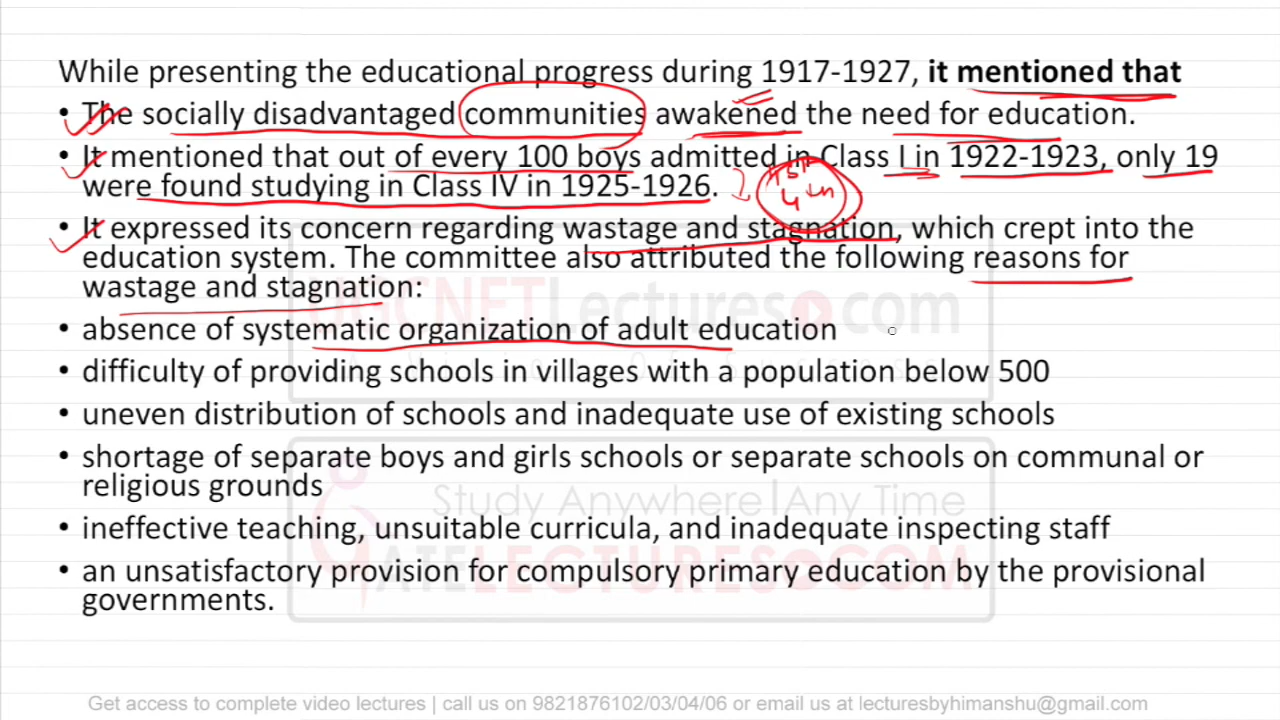 While presenting the educational progress during 1917-1927, it mentioned that
• The socially disadvantaged communities awakened the need for education.
• It mentioned that out of every 100 boys admitted in Class I in 1922-1923, only 19
were found studying in Class IV in 1925-1926.
• It expressed its concern regarding wastage and stagnation, which crept into the
education system. The committee also attributed the following reasons for
wastage and stagnation:
• absence of systematic organization of adult education
• difficulty of providing schools in villages with a population below 500
• uneven distribution of schools and inadequate use of existing schools
• shortage of separate boys and girls schools or separate schools on communal or
religious grounds
Study Anywhere|Any Time
• ineffective teaching, unsuitable curricula, and inadequate inspecting staff
• an unsatisfactory provision for compulsory primary education by the provisional
governments.
Get access to complete video lectures | call us on 9821876102/03/04/06 or email us at lecturesbyhimanshu@gmail.com